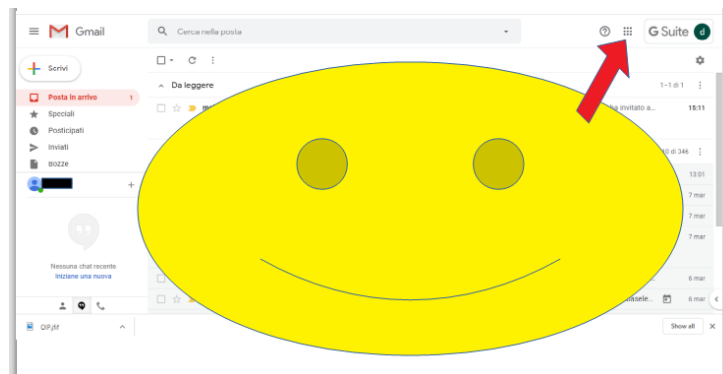 Gmail
Cerca nella posta
G Suite
d
Scrivi
Da leggere
1-1 di 1
Posta in arrivo 1
ha invitato a... 15:11
Speciali
Posticipati
Inviati
di 346
Bozze
13:01
7 mar
7 mar
7 mar
Nessuna chat recente
Iniziane una nuova
6 mar
6 mar
Show all